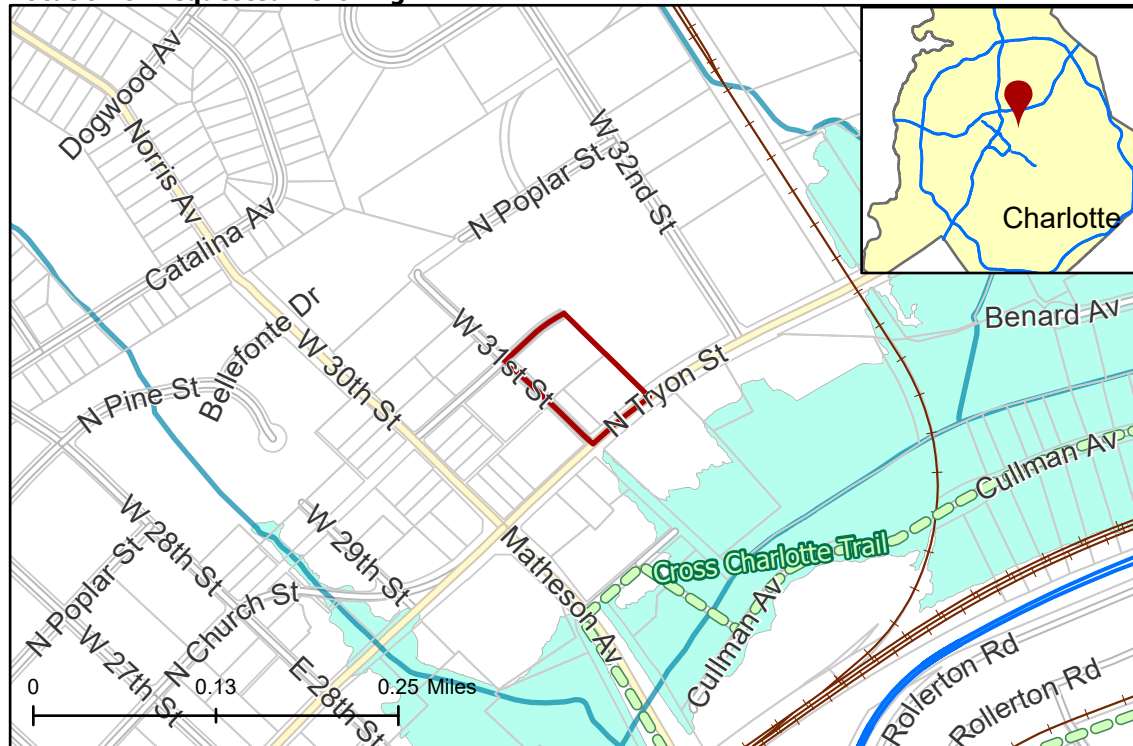 Dogwood Av
Norris Av
Catalina Av
N Poplar St
W 32nd St
Charlotte
Bellefonte Dr
W 31st St
W 30th St
N Tryon St
Benard Av
N Pine St
Cullman Av
W 28th St
W 29th St
Matheson Av
Cross Charlotte Trail
N Poplar St
N Church St
W 27th St
E 28th St
Cullman Av
Rollerton Rd
Rollerton Rd
0 0.13 0.25 Miles